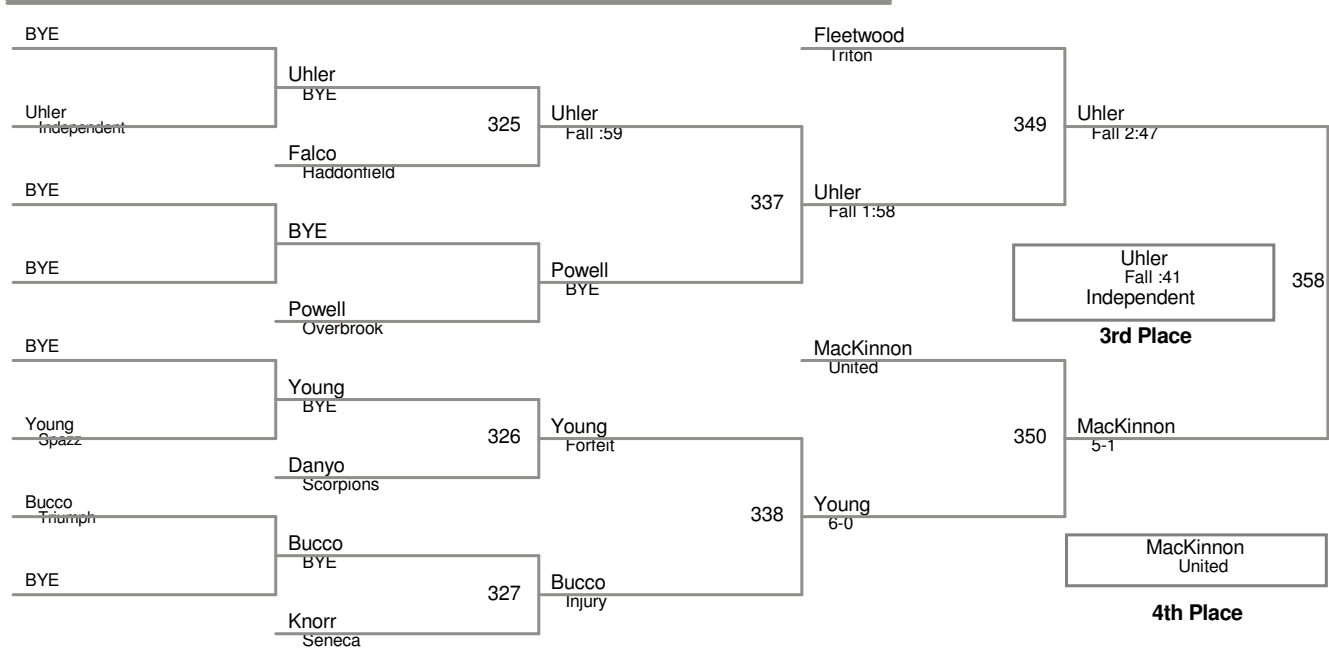 BYE
Uhler
Independent
BYE
BYE
BYE
Young
Spazz
Bucco
Triumph
BYE
Uhler
BYE
325
Falco
Haddonfield
BYE
Powell
Overbrook
Young
BYE
326
Danyo
Scorpions
Bucco
BYE
327
Knorr
Seneca
Uhler
Fall :59
337
Powell
BYE
Young
Forfeit
338
Bucco
Injury
Fleetwood
Triton
349
Uhler
Fall 1:58
MacKinnon
United
350
Young
6-0
Uhler
Fall 2:47
358
MacKinnon
5-1
Uhler
Fall :41
Independent
3rd Place
MacKinnon
United
4th Place